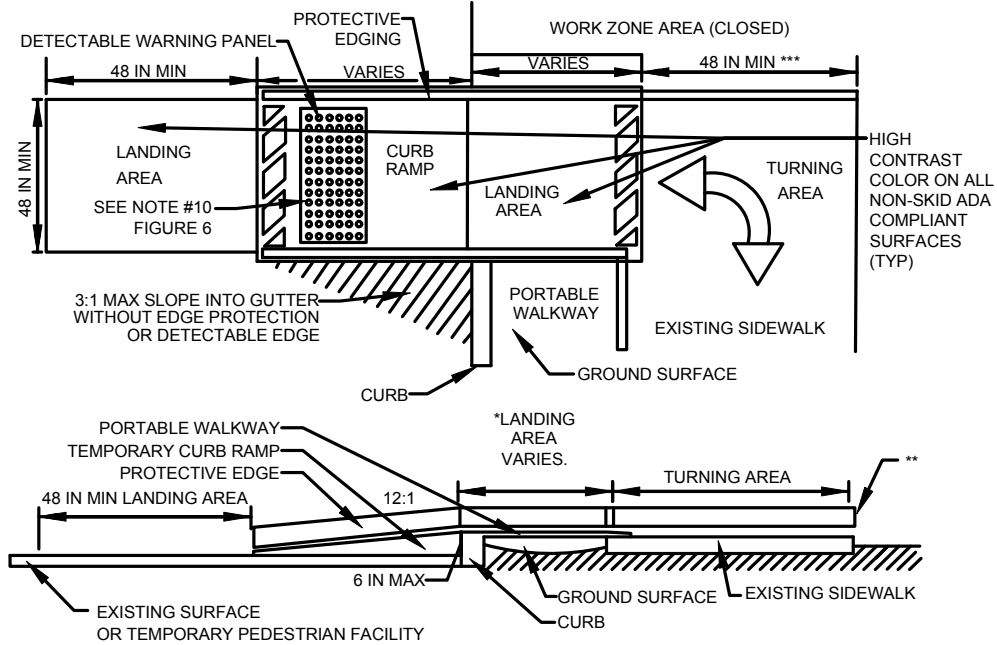 PROTECTIVE
EDGING
WORK ZONE AREA (CLOSED)
DETECTABLE WARNING PANEL
48 IN MIN
VARIES
VARIES
48 IN MIN ***
48 IN MIN
LANDING
AREA
CURB
RAMP
LANDING
AREA
TURNING
AREA
HIGH
CONTRAST
COLOR ON ALL
NON-SKID ADA
COMPLIANT
SURFACES
(TYP)
SEE NOTE #10
FIGURE 6
3:1 MAX SLOPE INTO GUTTER
WITHOUT EDGE PROTECTION
OR DETECTABLE EDGE
PORTABLE
WALKWAY
EXISTING SIDEWALK
GROUND SURFACE
CURB
*LANDING
AREA
VARIES.
PORTABLE WALKWAY
TEMPORARY CURB RAMP
PROTECTIVE EDGE
TURNING AREA
**
48 IN MIN LANDING AREA
12:1
6 IN MAX
GROUND SURFACE
EXISTING SIDEWALK
CURB
EXISTING SURFACE
OR TEMPORARY PEDESTRIAN FACILITY